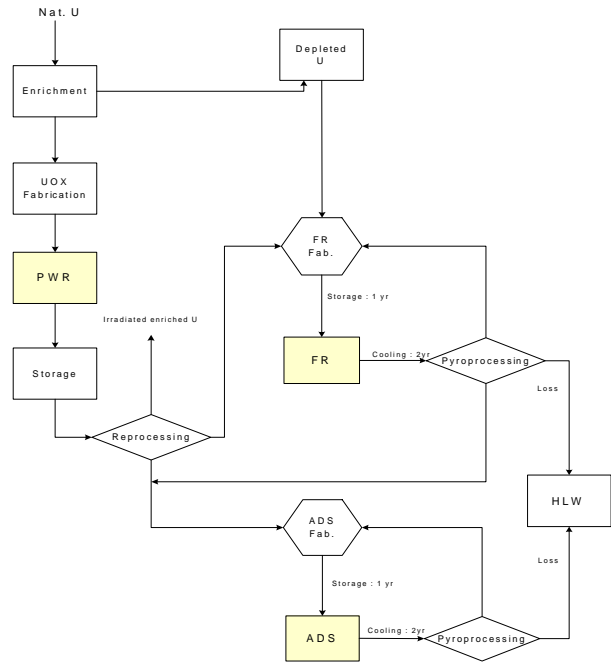 Nat. U
Depleted
U
Enrichment
UOX
Fabrication
FR
Fab.
PWR
Storage : 1 yr
Irradiated enriched U
Cooling : 2yr
FR
Pyroprocessing
Storage
Loss
Reprocessing
HLW
ADS
Fab.
Loss
Storage : 1 yr
Cooling : 2yr
ADS
Pyroprocessing